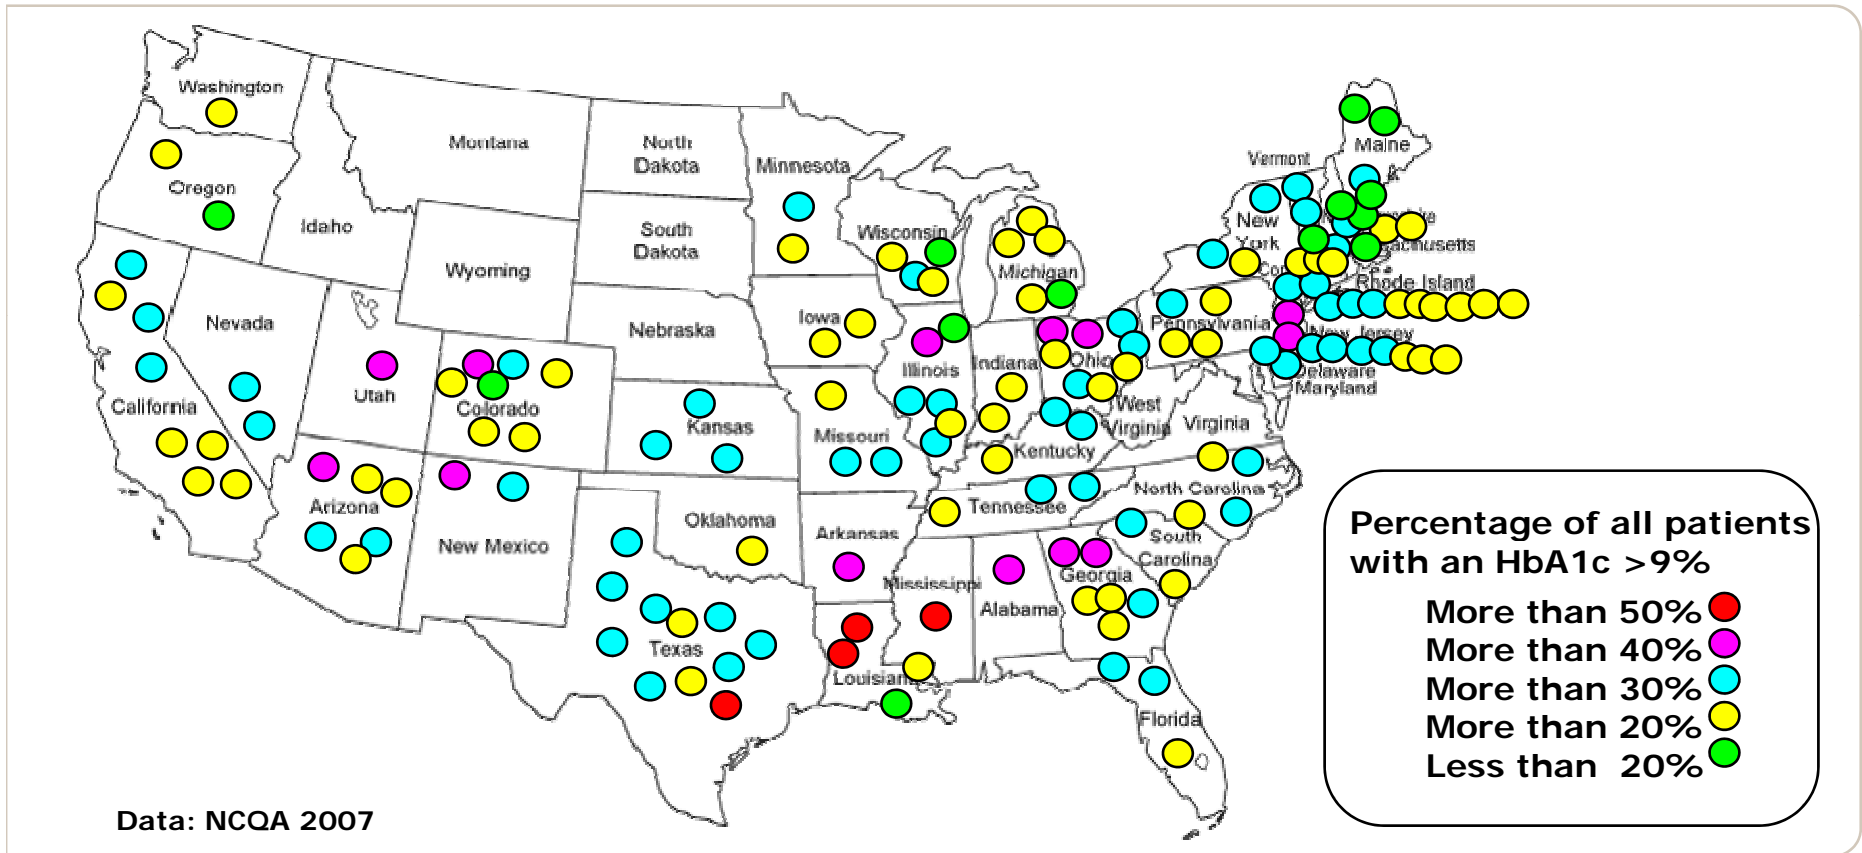 Washington
Montana
North
Dakota
Minnesota
Vermont
Maine
Oregon
Idaho
South
Dakota
Wisconsin
New
York
Wyoming
Michigan
Rhode Island
Nevada
Nebraska
Iowa
Pennsylvania
New Jersey
Utah
Colorado
Illinois
Indiana
Ohio
Delaware
Maryland
California
Kansas
Missouri
West
Virginia
Virginia
Kentucky
Arizona
New Mexico
Oklahoma
Arkansas
Tennessee
North Carolina
South
Carolina
Mississippi
Alabama
Georgia
Texas
Florida
Percentage of all patients
with an HbA1c >9%
More than 50%
More than 40%
More than 30%
More than 20%
Less than 20%
Data: NCQA 2007